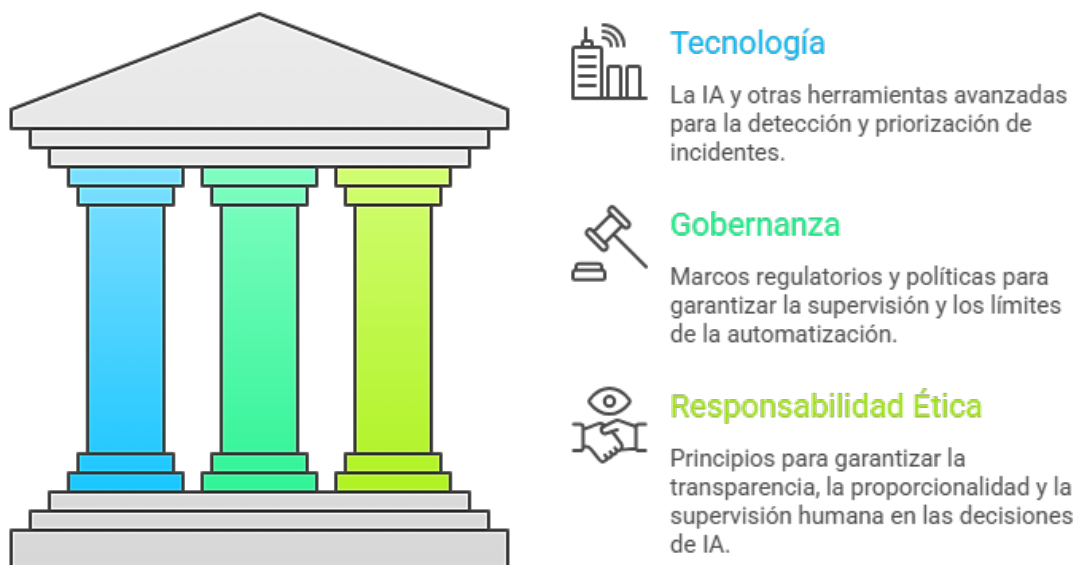 Tecnología
La IA y otras herramientas avanzadas
para la detección y priorización de
incidentes.
Gobernanza
Marcos regulatorios y políticas para
garantizar la supervisión y los límites
de la automatización.
Responsabilidad Ética
Principios para garantizar la
transparencia, la proporcionalidad y la
supervisión humana en las decisiones
de IA.